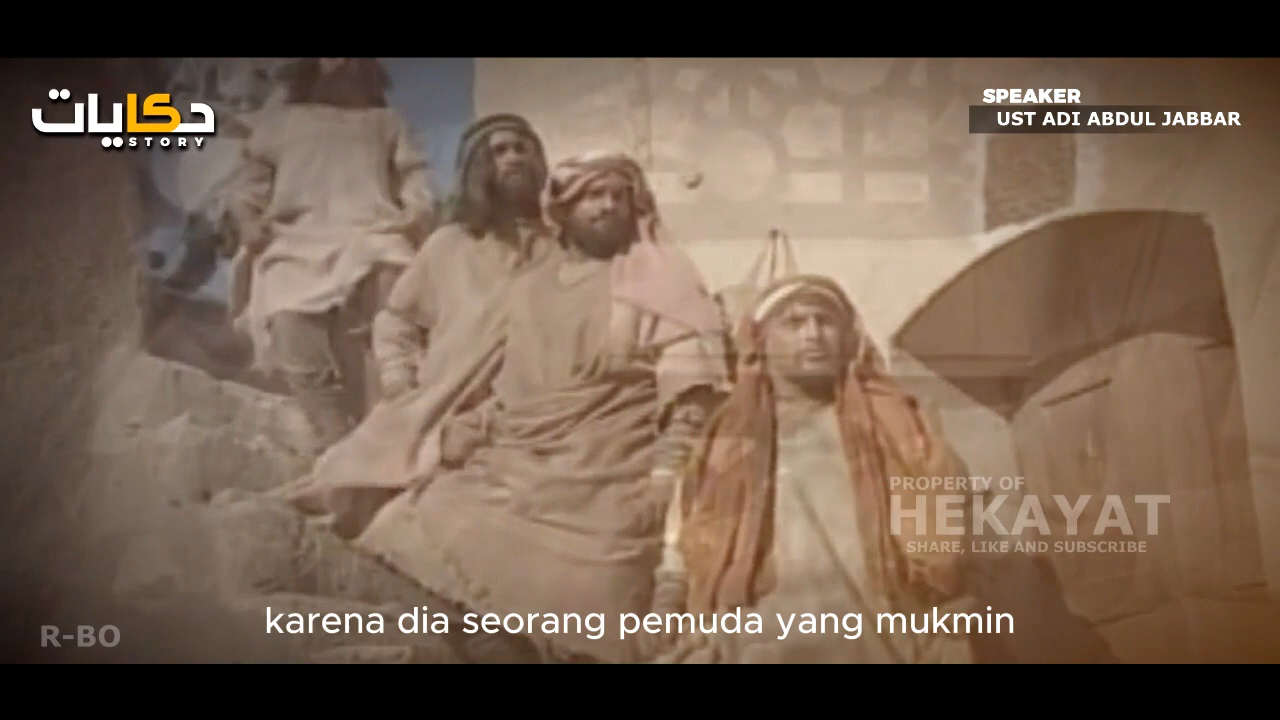 حكايات
STORY
SPEAKER
UST ADI ABDUL JABBAR
PROPERTY OF
HEKAYAT
SHARE, LIKE AND SUBSCRIBE
karena dia seorang pemuda yang mukmin
R-BO